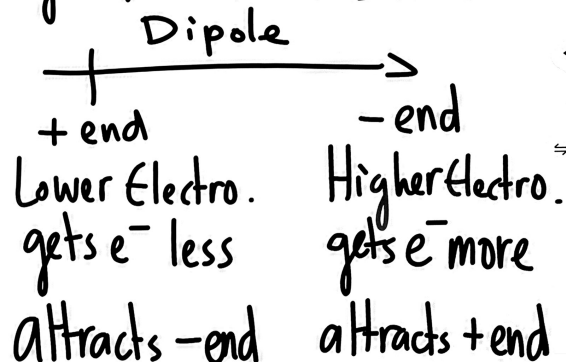 Dipole
+ end - end
Lower Electro. Higher Electro.
gets e⁻ less gets e⁻ more
attracts -end attracts +end